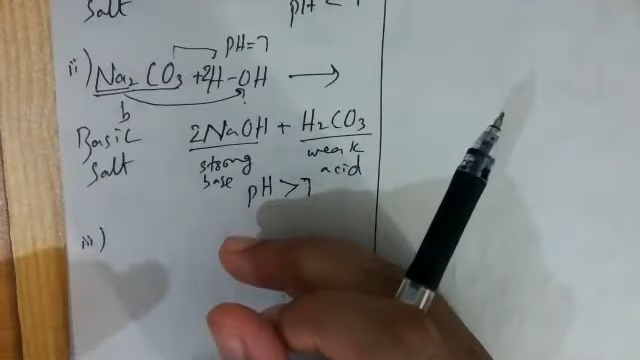 Salt pH < 7
pH=7
ii) Na₂ CO₃ + 2H-OH ⟶
b
Basic Salt 2NaOH + H₂CO₃
strong base weak acid
pH > 7
iii)